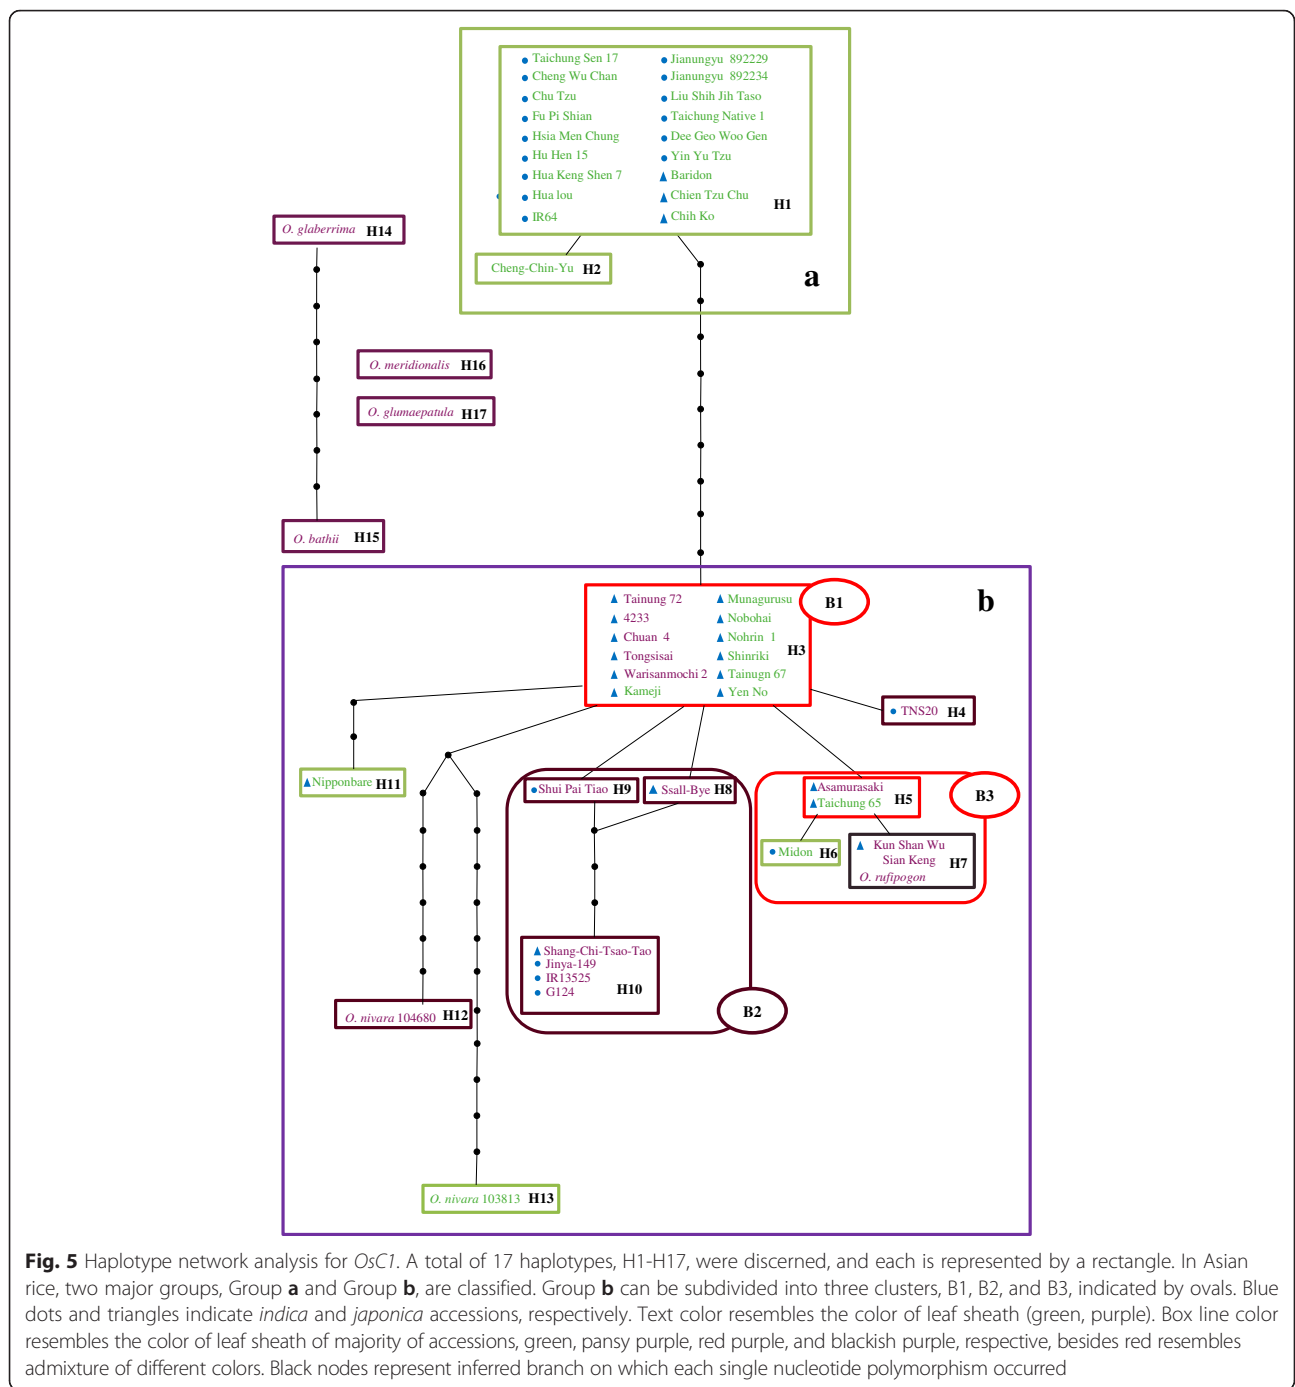 Taichung Sen 17
Cheng Wu Chan
Chu Tzu
Fu Pi Shian
Hsia Men Chung
Hu Hen 15
Hua Keng Shen 7
Hua lou
IR64
Jianungyu 892229
Jianungyu 892234
Liu Shih Jih Taso
Taichung Native 1
Dee Geo Woo Gen
Yin Yu Tzu
Baridon
Chien Tzu Chu
Chih Ko
H1
Cheng-Chin-Yu H2
a
O. glaberrima H14
O. meridionalis H16
O. glumaepatula H17
O. bathii H15
b
Tainung 72
4233
Chuan 4
Tongsisai
Warisanmochi 2
Kameji
Munagurusu
Nobohai
Nohrin 1
Shinriki
Tainugn 67
Yen No
H3
B1
TNS20 H4
Nipponbare H11
Shui Pai Tiao H9
Ssall-Bye H8
Asamurasaki
Taichung 65
H5
B3
Midon H6
Kun Shan Wu
Sian Keng
O. rufipogon
H7
Shang-Chi-Tsao-Tao
Jinya-149
IR13525
G124
H10
B2
O. nivara 104680 H12
O. nivara 103813 H13
Fig. 5 Haplotype network analysis for OsC1. A total of 17 haplotypes, H1-H17, were discerned, and each is represented by a rectangle. In Asian
rice, two major groups, Group a and Group b, are classified. Group b can be subdivided into three clusters, B1, B2, and B3, indicated by ovals. Blue
dots and triangles indicate indica and japonica accessions, respectively. Text color resembles the color of leaf sheath (green, purple). Box line color
resembles the color of leaf sheath of majority of accessions, green, pansy purple, red purple, and blackish purple, respective, besides red resembles
admixture of different colors. Black nodes represent inferred branch on which each single nucleotide polymorphism occurred